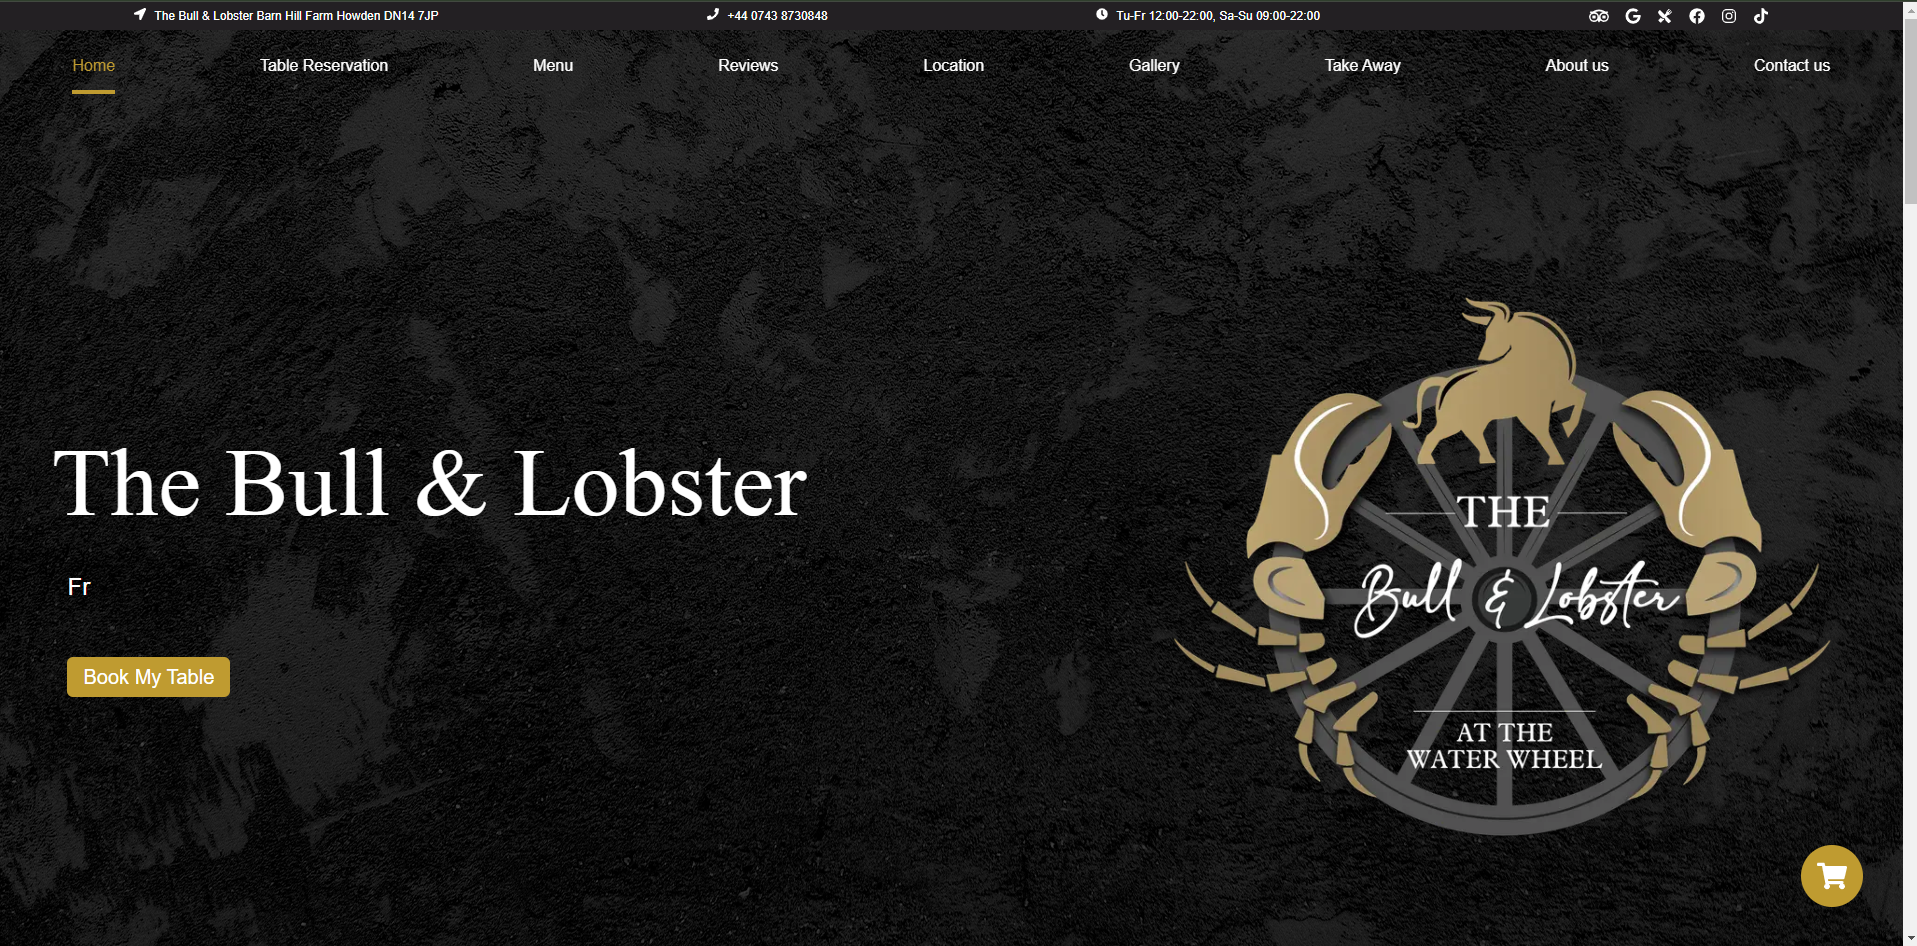 The Bull & Lobster Barn Hill Farm Howden DN14 7JP
+44 0743 8730848
Tu-Fr 12:00-22:00, Sa-Su 09:00-22:00
Home
Table Reservation
Menu
Reviews
Location
Gallery
Take Away
About us
Contact us
The Bull & Lobster
Fr
Book My Table
THE
Bull & Lobster
AT THE
WATER WHEEL